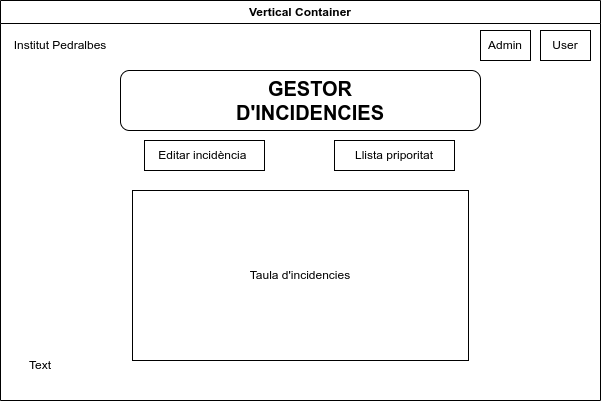 Vertical Container
Institut Pedralbes
Admin
User
GESTOR
D'INCIDENCIES
Editar incidència
Llista priporitat
Taula d'incidencies
Text